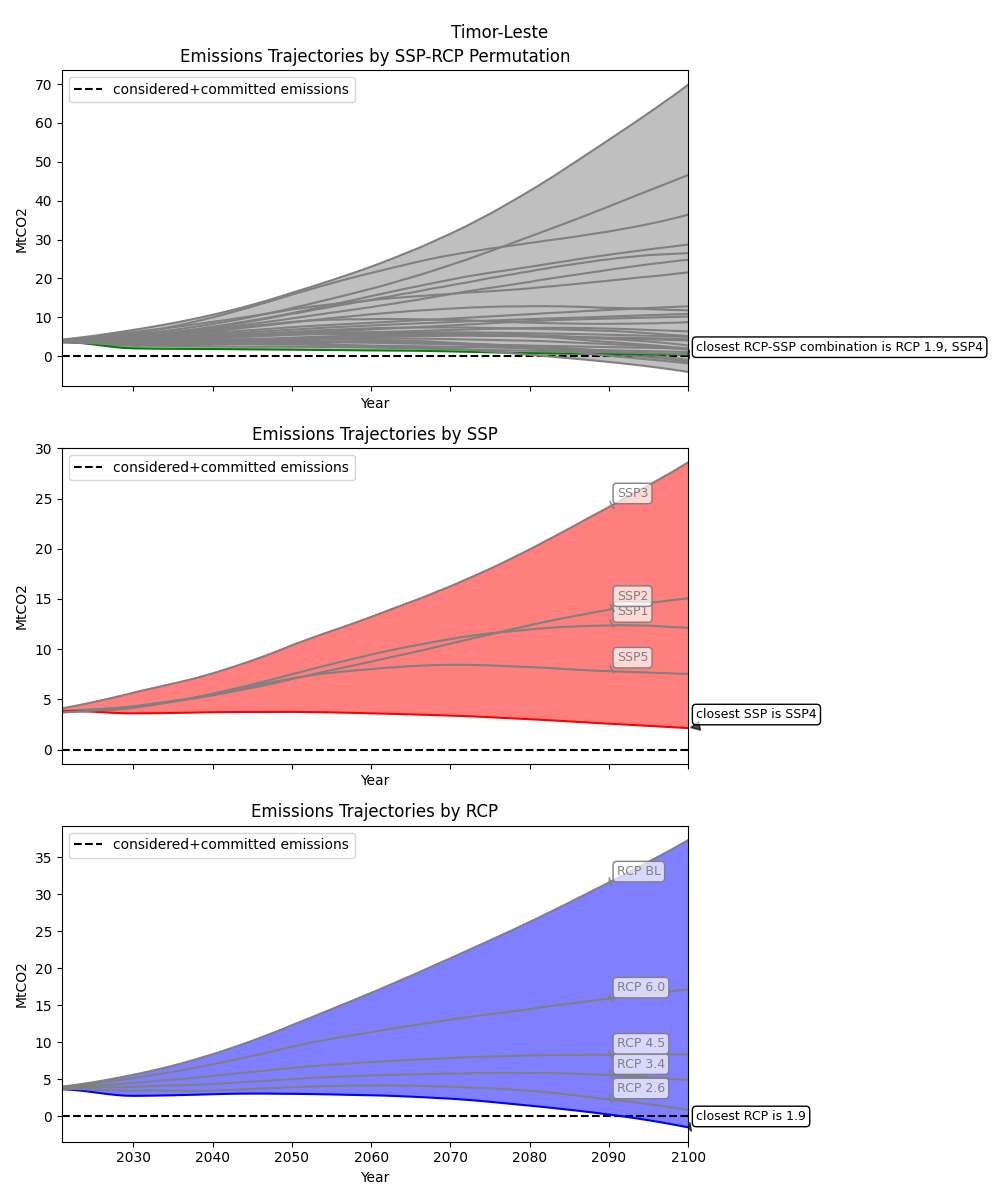 Timor-Leste
Emissions Trajectories by SSP-RCP Permutation
considered+committed emissions
70
60
50
40
30
20
10
0
MtCO2
closest RCP-SSP combination is RCP 1.9, SSP4
Year
Emissions Trajectories by SSP
considered+committed emissions
30
25
20
15
10
5
0
MtCO2
SSP3
SSP2
SSP1
SSP5
closest SSP is SSP4
Year
Emissions Trajectories by RCP
considered+committed emissions
35
30
25
20
15
10
5
0
MtCO2
RCP BL
RCP 6.0
RCP 4.5
RCP 3.4
RCP 2.6
closest RCP is 1.9
2030 2040 2050 2060 2070 2080 2090 2100
Year